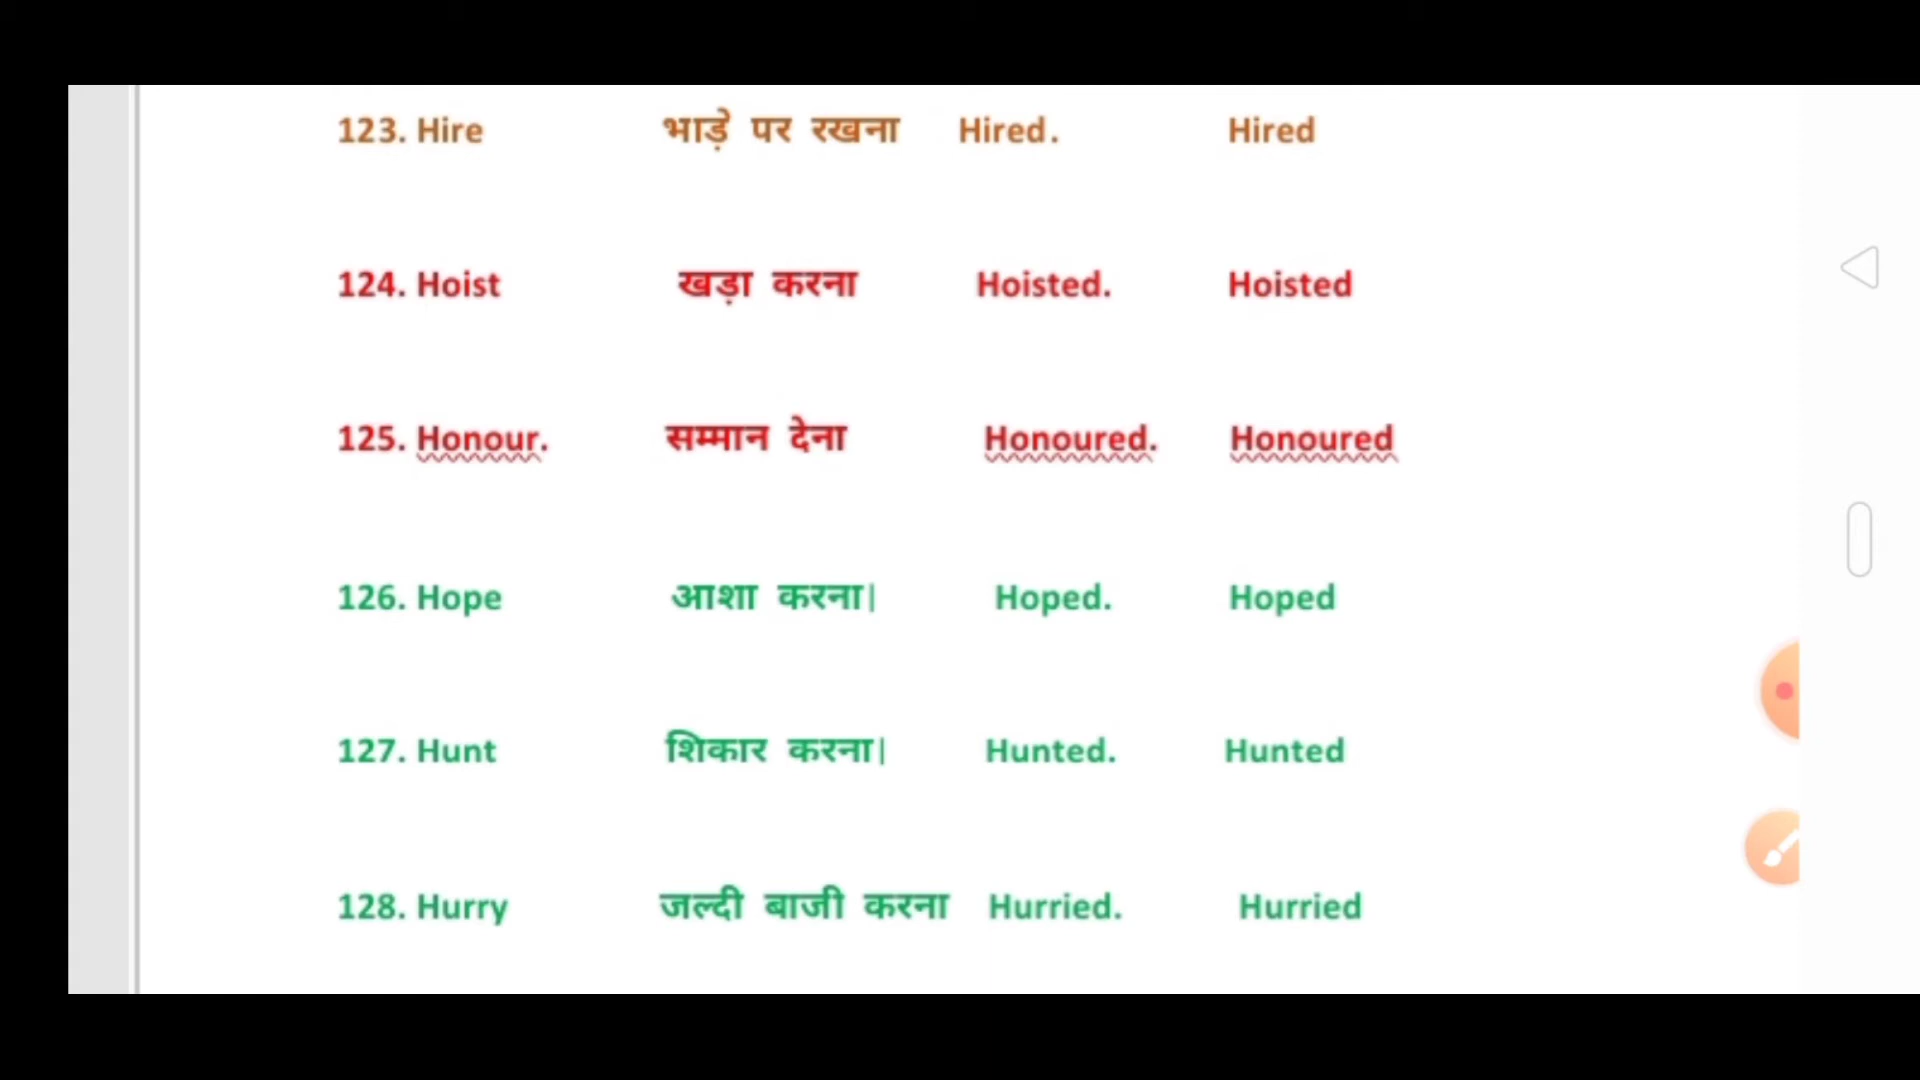 123. Hire भाड़े पर रखना Hired. Hired
124. Hoist खड़ा करना Hoisted. Hoisted
125. Honour. सम्मान देना Honoured. Honoured
126. Hope आशा करना| Hoped. Hoped
127. Hunt शिकार करना| Hunted. Hunted
128. Hurry जल्दी बाजी करना Hurried. Hurried